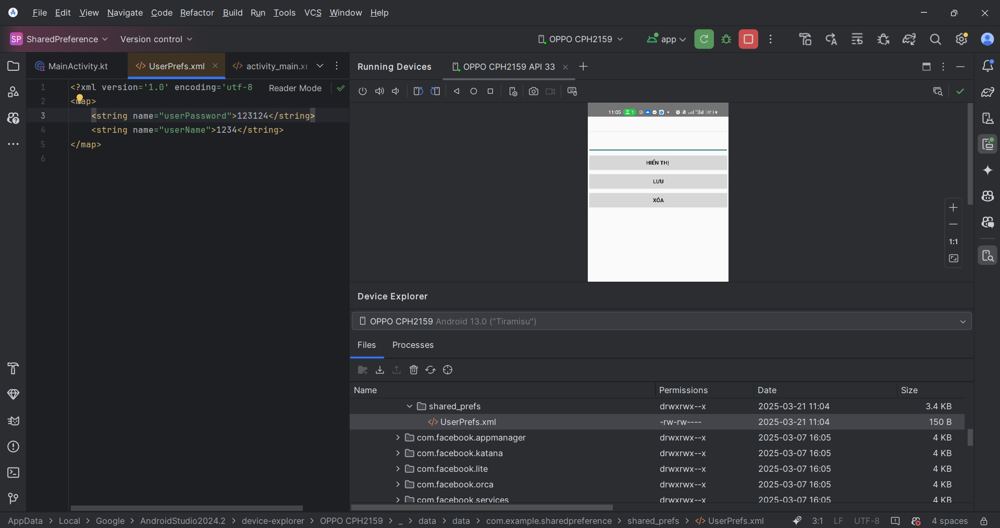 File Edit View Navigate Code Refactor Build Run Tools VCS Window Help
SP SharedPreference Version control OPPO CPH2159 app
MainActivity.kt UserPrefs.xml activity_main.x
Reader Mode
1 <?xml version='1.0' encoding='utf-8
2 <map>
3 <string name="userPassword">123124</string>
4 <string name="userName">1234</string>
5 </map>
6
Running Devices OPPO CPH2159 API 33
11:05 1
HIỂN THỊ
LƯU
XÓA
1:1
Device Explorer
OPPO CPH2159 Android 13.0 ("Tiramisu")
Files Processes
Name Permissions Date Size
shared_prefs drwxrwx--x 2025-03-21 11:04 3.4 KB
UserPrefs.xml -rw-rw---- 2025-03-21 11:04 150 B
com.facebook.appmanager drwxrwx--x 2025-03-07 16:05 4 KB
com.facebook.katana drwxrwx--x 2025-03-07 16:05 4 KB
com.facebook.lite drwxrwx--x 2025-03-07 16:05 4 KB
com.facebook.orca drwxrwx--x 2025-03-07 16:05 4 KB
com.facebook.services drwxrwx--x 2025-03-07 16:05 4 KB
AppData > Local > Google > AndroidStudio2024.2 > device-explorer > OPPO CPH2159 > _ > data > data > com.example.sharedpreference > shared_prefs > UserPrefs.xml 3:1 LF UTF-8 4 spaces